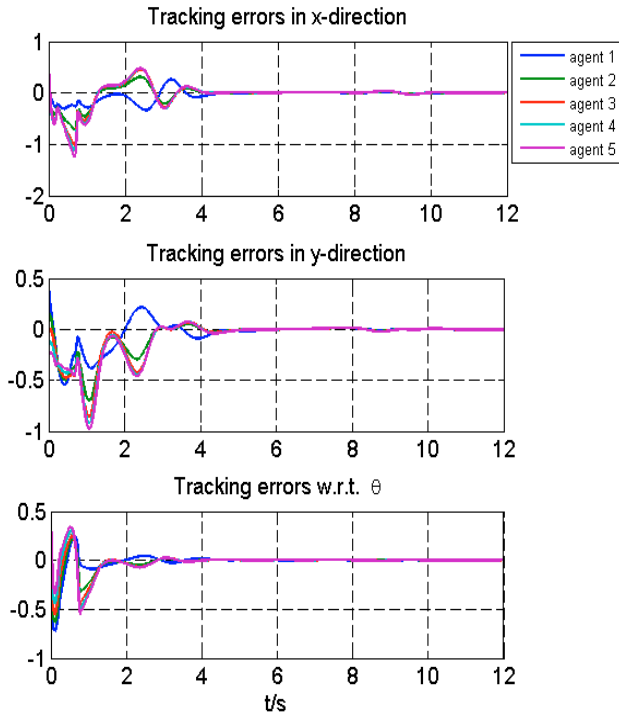 Tracking errors in x-direction
1
0
-1
-2
0 2 4 6 8 10 12
agent 1
agent 2
agent 3
agent 4
agent 5
Tracking errors in y-direction
0.5
0
-0.5
-1
0 2 4 6 8 10 12
Tracking errors w.r.t. θ
0.5
0
-0.5
-1
0 2 4 6 8 10 12
t/s